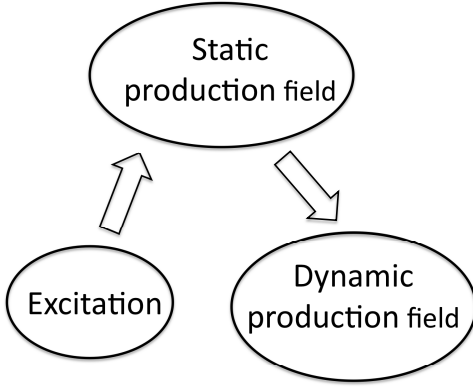 Static
production field
Excitation
Dynamic
production field